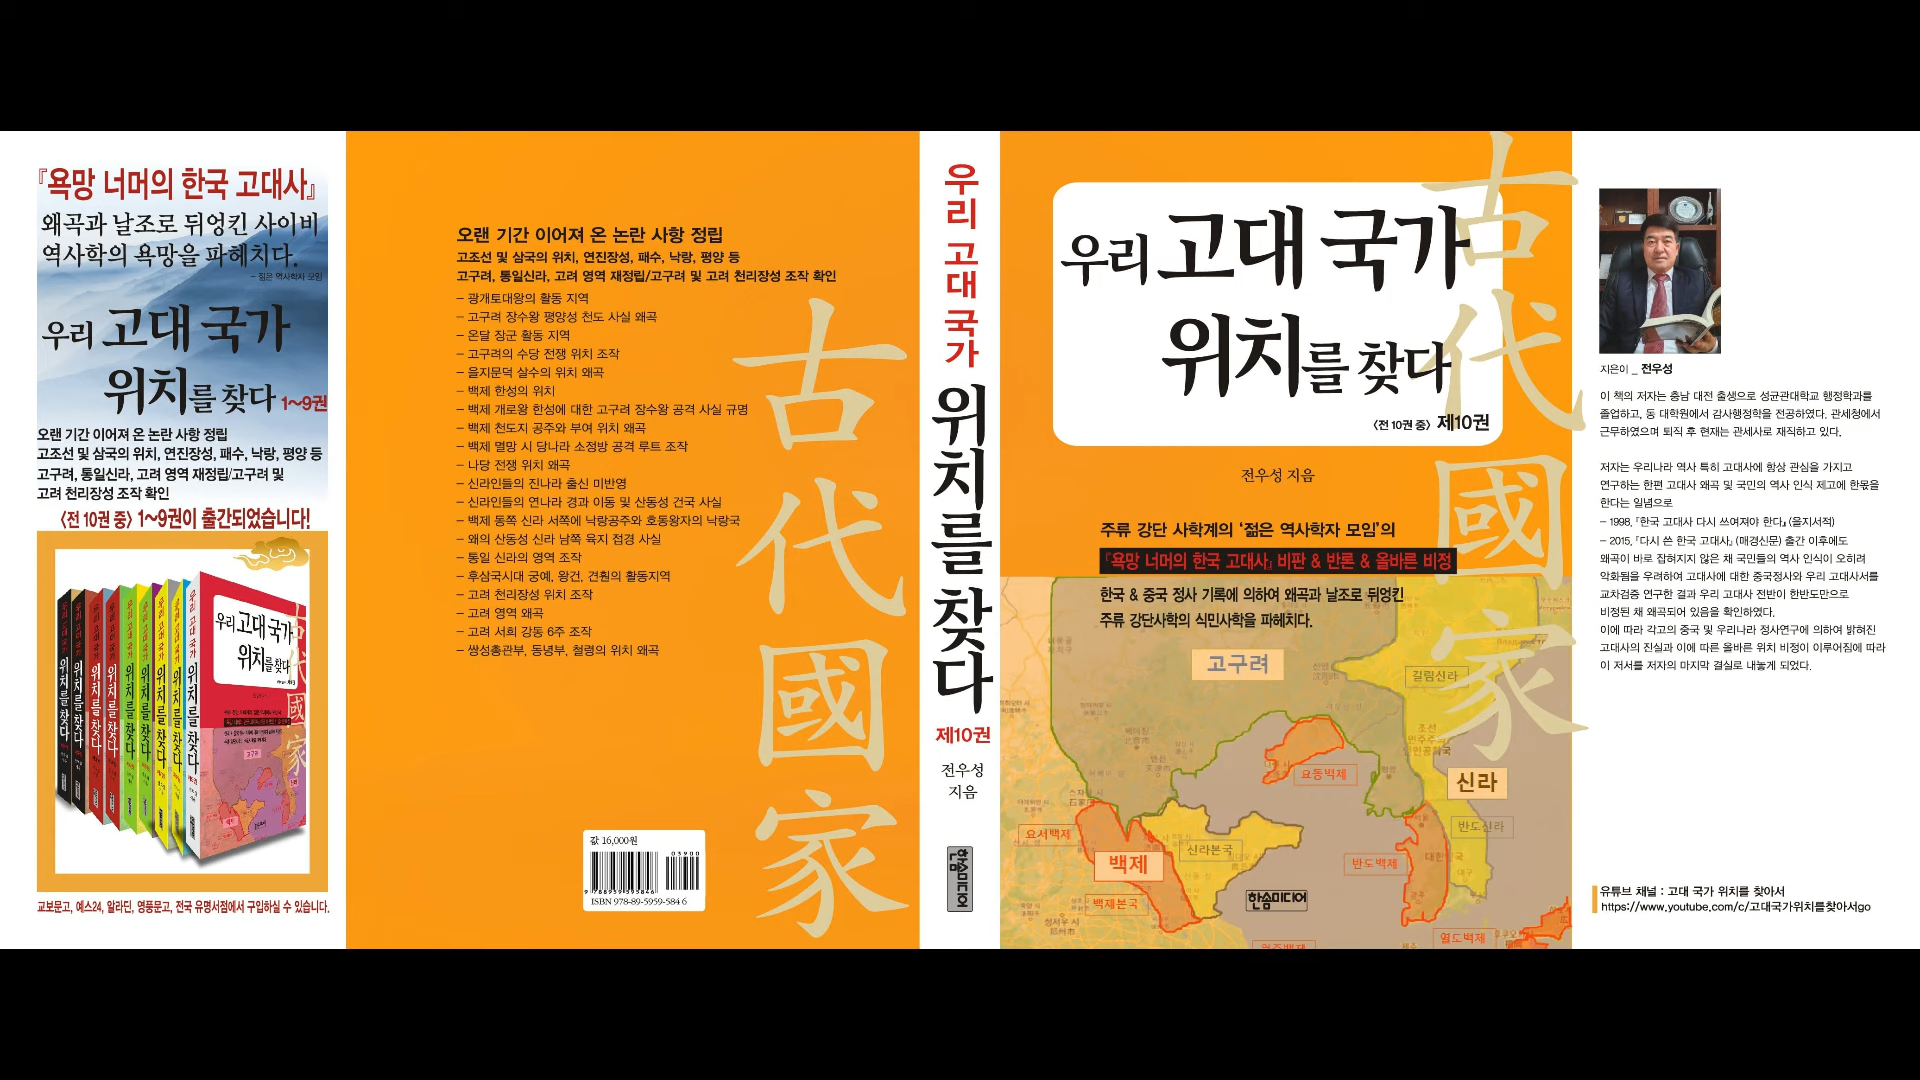 『욕망 너머의 한국 고대사』
왜곡과 날조로 뒤엉킨 사이비
역사학의 욕망을 파헤치다.
- 젊은 역사학자 모임
우리 고대 국가
위치를 찾다 1~9권
오랜 기간 이어져 온 논란 사항 정립
고조선 및 삼국의 위치, 연진장성, 패수, 낙랑, 평양 등
고구려, 통일신라, 고려 영역 재정립/고구려 및
고려 천리장성 조작 확인
〈전 10권 중〉 1~9권이 출간되었습니다!
우리 고대 국가
위치를 찾다
교보문고, 예스24, 알라딘, 영풍문고, 전국 유명서점에서 구입하실 수 있습니다.
오랜 기간 이어져 온 논란 사항 정립
고조선 및 삼국의 위치, 연진장성, 패수, 낙랑, 평양 등
고구려, 통일신라, 고려 영역 재정립/고구려 및 고려 천리장성 조작 확인
- 광개토대왕의 활동 지역
- 고구려 장수왕 평양성 천도 사실 왜곡
- 온달 장군 활동 지역
- 고구려의 수당 전쟁 위치 조작
- 을지문덕 살수의 위치 왜곡
- 백제 한성의 위치
- 백제 개로왕 한성에 대한 고구려 장수왕 공격 사실 규명
- 백제 천도지 공주와 부여 위치 왜곡
- 백제 멸망 시 당나라 소정방 공격 루트 조작
- 나당 전쟁 위치 왜곡
- 신라인들의 진나라 출신 미반영
- 신라인들의 연나라 경과 이동 및 산동성 건국 사실
- 백제 동쪽 신라 서쪽에 낙랑공주와 호동왕자의 낙랑국
- 왜의 산동성 신라 남쪽 육지 접경 사실
- 통일 신라의 영역 조작
- 후삼국시대 궁예, 왕건, 견훤의 활동지역
- 고려 천리장성 위치 조작
- 고려 영역 왜곡
- 고려 서희 강동 6주 조작
- 쌍성총관부, 동녕부, 철령의 위치 왜곡
古代國家
값 16,000원
03900
9 788959 595846
ISBN 978-89-5959-584 6
우리 고대 국가 위치를 찾다
제10권
전우성
지음
한솜미디어
우리 고대 국가
위치를 찾다
〈전 10권 중〉 제10권
古代國家
전우성 지음
주류 강단 사학계의 '젊은 역사학자 모임'의
『욕망 너머의 한국 고대사』 비판 & 반론 & 올바른 비정
한국 & 중국 정사 기록에 의하여 왜곡과 날조로 뒤엉킨
주류 강단사학의 식민사학을 파헤치다.
고구려
길림신라
요동백제
신라
요서백제
반도신라
신라본국
백제
반도백제
백제본국
한솜미디어
열도백제
지은이 _ 전우성
이 책의 저자는 충남 대전 출생으로 성균관대학교 행정학과를
졸업하고, 동 대학원에서 감사행정학을 전공하였다. 관세청에서
근무하였으며 퇴직 후 현재는 관세사로 재직하고 있다.
저자는 우리나라 역사 특히 고대사에 항상 관심을 가지고
연구하는 한편 고대사 왜곡 및 국민의 역사 인식 제고에 한몫을
한다는 일념으로
- 1998, 『한국 고대사 다시 쓰여져야 한다』 (을지서적)
- 2015, 『다시 쓴 한국 고대사』 (매경신문) 출간 이후에도
왜곡이 바로 잡혀지지 않은 채 국민들의 역사 인식이 오히려
악화됨을 우려하여 고대사에 대한 중국정사와 우리 고대사서를
교차검증 연구한 결과 우리 고대사 전반이 한반도만으로
비정된 채 왜곡되어 있음을 확인하였다.
이에 따라 각고의 중국 및 우리나라 정사연구에 의하여 밝혀진
고대사의 진실과 이에 따른 올바른 위치 비정이 이루어짐에 따라
이 저서를 저자의 마지막 결실로 내놓게 되었다.
유튜브 채널 : 고대 국가 위치를 찾아서
https://www.youtube.com/c/고대국가위치를찾아서go